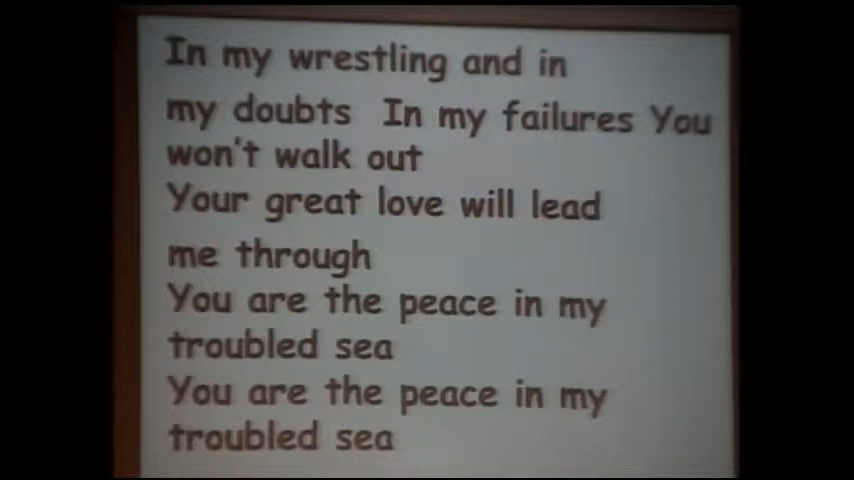 In my wrestling and in
my doubts In my failures You
won't walk out
Your great love will lead
me through
You are the peace in my
troubled sea
You are the peace in my
troubled sea